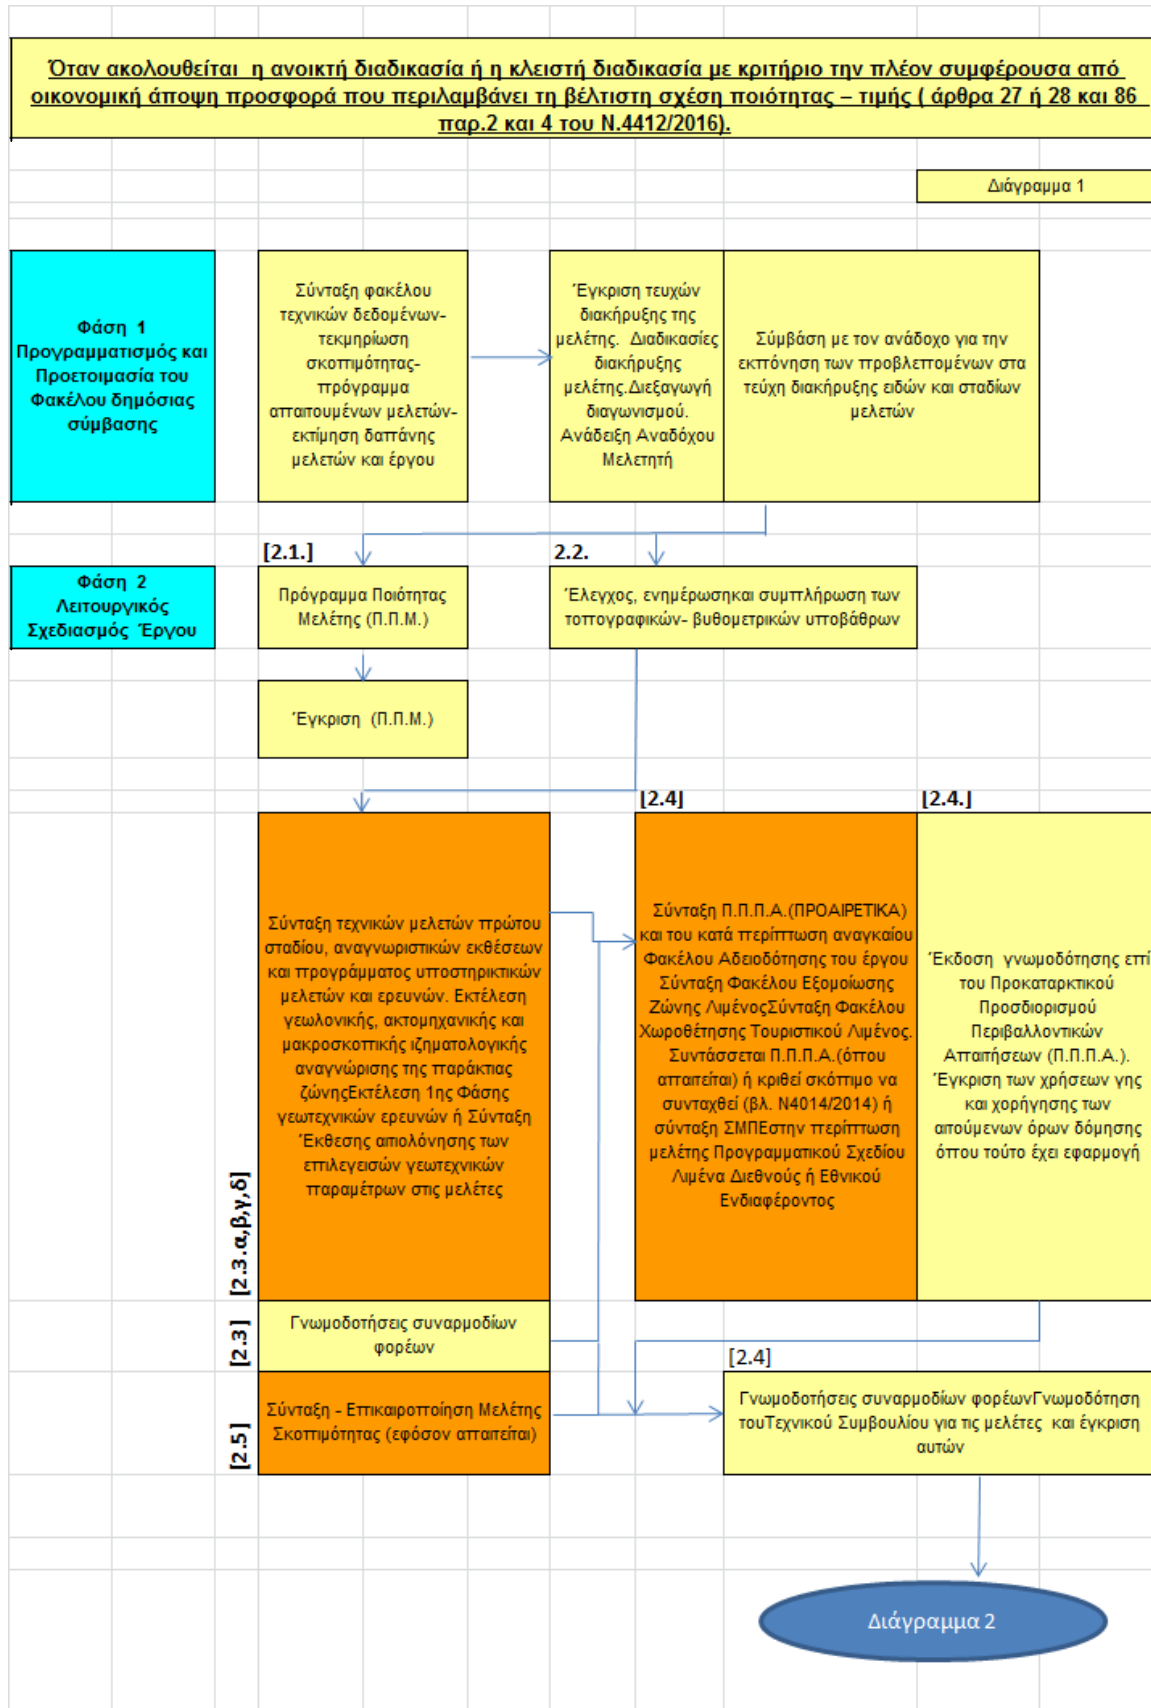 Όταν ακολουθείται η ανοικτή διαδικασία ή η κλειστή διαδικασία με κριτήριο την πλέον συμφέρουσα από
οικονομική άποψη προσφορά που περιλαμβάνει τη βέλτιστη σχέση ποιότητας – τιμής ( άρθρα 27 ή 28 και 86
παρ.2 και 4 του Ν.4412/2016).
Διάγραμμα 1
Φάση 1
Προγραμματισμός και
Προετοιμασία του
Φακέλου δημόσιας
σύμβασης
Σύνταξη φακέλου
τεχνικών δεδομένων-
τεκμηρίωση
σκοπιμότητας-
πρόγραμμα
απαιτουμένων μελετών-
εκτίμηση δαπάνης
μελετών και έργου
Έγκριση τευχών
διακήρυξης της
μελέτης. Διαδικασίες
διακήρυξης
μελέτης.Διεξαγωγή
διαγωνισμού.
Ανάδειξη Αναδόχου
Μελετητή
Σύμβάση με τον ανάδοχο για την
εκπόνηση των προβλεπομένων στα
τεύχη διακήρυξης ειδών και σταδίων
μελετών
[2.1.]
2.2.
Φάση 2
Λειτουργικός
Σχεδιασμός Έργου
Πρόγραμμα Ποιότητας
Μελέτης (Π.Π.Μ.)
Έλεγχος, ενημέρωσηκαι συμπλήρωση των
τοπογραφικών- βυθομετρικών υποβάθρων
Έγκριση (Π.Π.Μ.)
[2.4]
[2.4.]
[2.3.α,β,γ,δ]
Σύνταξη τεχνικών μελετών πρώτου
σταδίου, αναγνωριστικών εκθέσεων
και προγράμματος υποστηρικτικών
μελετών και ερευνών. Εκτέλεση
γεωλονικής, ακτομηχανικής και
μακροσκοπικής ιζηματολογικής
αναγνώρισης της παράκτιας
ζώνηςΕκτέλεση 1ης Φάσης
γεωτεχνικών ερευνών ή Σύνταξη
Έκθεσης αιτιολόνησης των
επιλεγεισών γεωτεχνικών
παραμέτρων στις μελέτες
Σύνταξη Π.Π.Π.Α.(ΠΡΟΑΙΡΕΤΙΚΑ)
και του κατά περίπτωση αναγκαίου
Φακέλου Αδειοδότησης του έργου
Σύνταξη Φακέλου Εξομοίωσης
Ζώνης ΛιμένοςΣύνταξη Φακέλου
Χωροθέτησης Τουριστικού Λιμένος.
Συντάσσεται Π.Π.Π.Α.(όπου
απαιτείται) ή κριθεί σκόπιμο να
συνταχθεί (βλ. Ν4014/2014) ή
σύνταξη ΣΜΠΕστην περίπτωση
μελέτης Προγραμματικού Σχεδίου
Λιμένα Διεθνούς ή Εθνικού
Ενδιαφέροντος
Έκδοση γνωμοδότησης επί
του Προκαταρκτικού
Προσδιορισμού
Περιβαλλοντικών
Απαιτήσεων (Π.Π.Π.Α.).
Έγκριση των χρήσεων γης
και χορήγησης των
αιτούμενων όρων δόμησης
όπου τούτο έχει εφαρμογή
[2.3]
Γνωμοδοτήσεις συναρμοδίων
φορέων
[2.4]
[2.5]
Σύνταξη - Επικαιροποίηση Μελέτης
Σκοπιμότητας (εφόσον απαιτείται)
Γνωμοδοτήσεις συναρμοδίων φορέωνΓνωμοδότηση
τουΤεχνικού Συμβουλίου για τις μελέτες και έγκριση
αυτών
Διάγραμμα 2